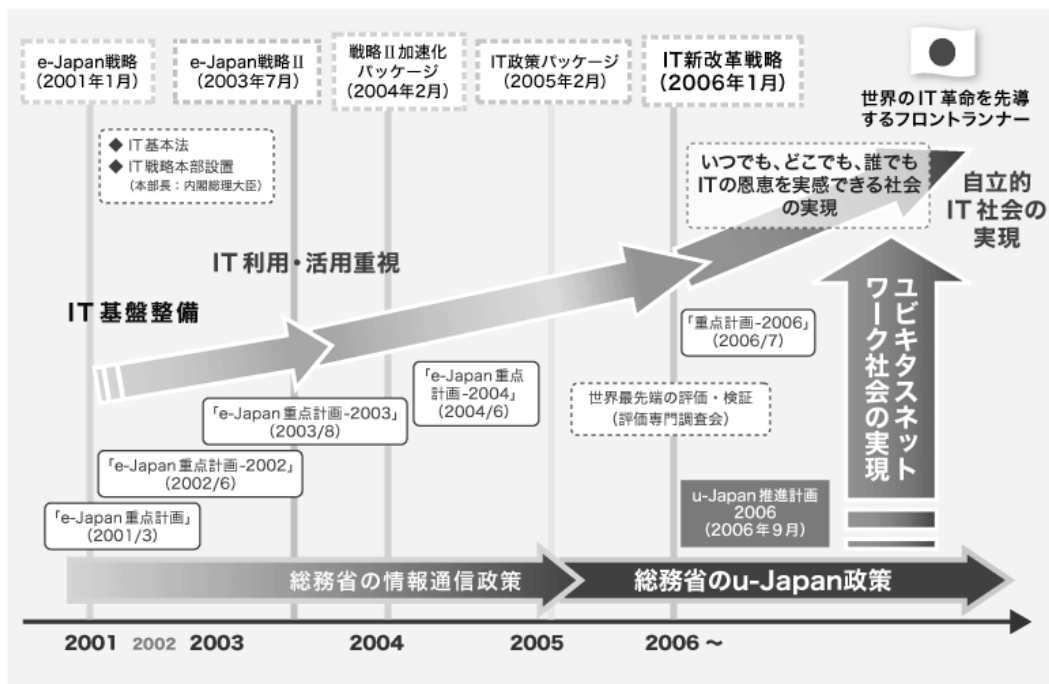 e-Japan戦略
(2001年1月)
e-Japan戦略Ⅱ
(2003年7月)
戦略Ⅱ加速化
パッケージ
(2004年2月)
IT政策パッケージ
(2005年2月)
IT新改革戦略
(2006年1月)
世界のIT革命を先導
するフロントランナー
◆ IT基本法
◆ IT戦略本部設置
(本部長：内閣総理大臣)
いつでも、どこでも、誰でも
ITの恩恵を実感できる社会
の実現
自立的
IT社会の
実現
IT利用・活用重視
IT基盤整備
ユビキタスネット
ワーク社会の実現
「重点計画-2006」
(2006/7)
「e-Japan重点
計画-2004」
(2004/6)
世界最先端の評価・検証
(評価専門調査会)
「e-Japan重点計画-2003」
(2003/8)
「e-Japan重点計画-2002」
(2002/6)
「e-Japan重点計画」
(2001/3)
u-Japan推進計画
2006
(2006年9月)
総務省の情報通信政策
総務省のu-Japan政策
2001
2002
2003
2004
2005
2006～